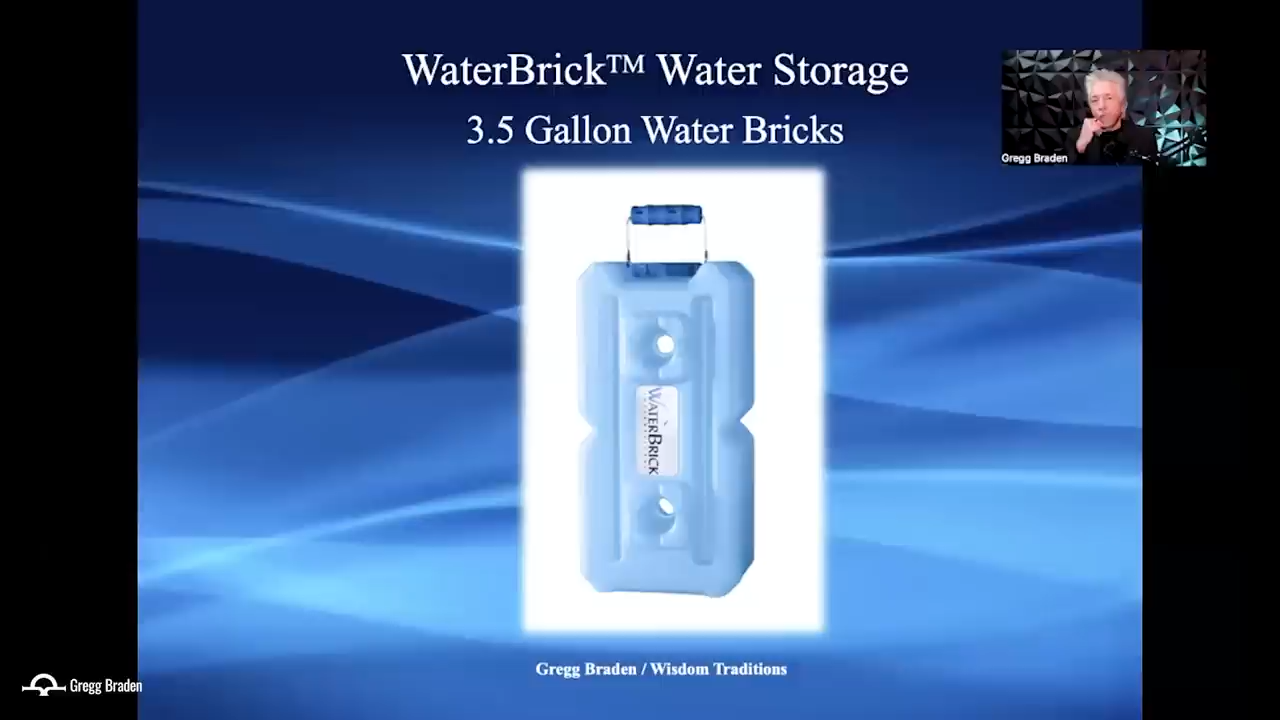 WaterBrick™ Water Storage
3.5 Gallon Water Bricks
Gregg Braden
WATERBRICK
Gregg Braden / Wisdom Traditions
Gregg Braden